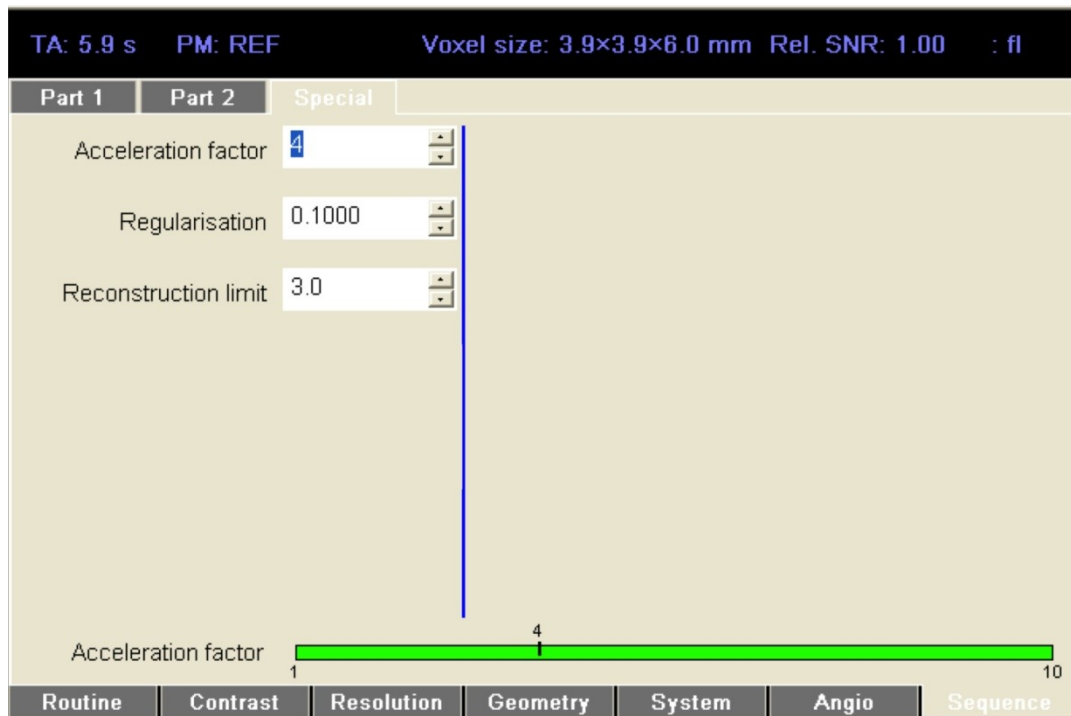 TA: 5.9 s PM: REF Voxel size: 3.9×3.9×6.0 mm Rel. SNR: 1.00 : fl
Part 1 Part 2 Special
Acceleration factor 4
Regularisation 0.1000
Reconstruction limit 3.0
4
Acceleration factor
1 10
Routine Contrast Resolution Geometry System Angio Sequence